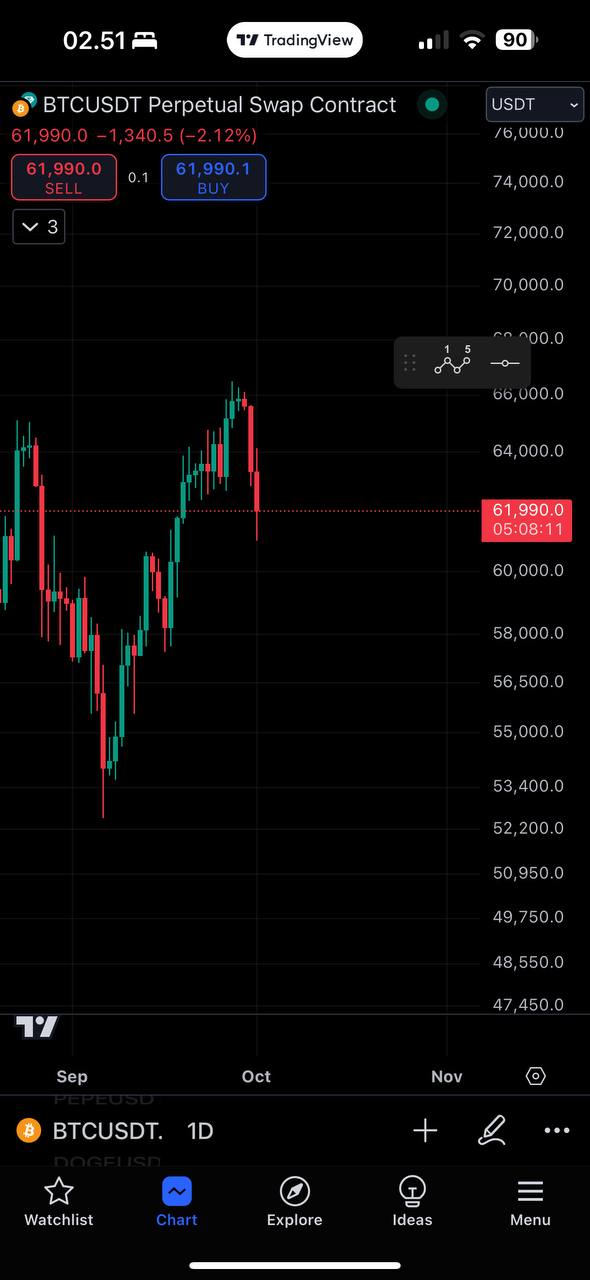 02.51
TradingView
90
BTCUSDT Perpetual Swap Contract
USDT
61,990.0 −1,340.5 (−2.12%)
76,000.0
61,990.0
SELL
0.1
61,990.1
BUY
74,000.0
3
72,000.0
70,000.0
68,000.0
1 5
66,000.0
64,000.0
61,990.0
05:08:11
60,000.0
58,000.0
56,500.0
55,000.0
53,400.0
52,200.0
50,950.0
49,750.0
48,550.0
47,450.0
Sep
Oct
Nov
PEPEUSD
BTCUSDT. 1D
DOGEUSD
Watchlist
Chart
Explore
Ideas
Menu